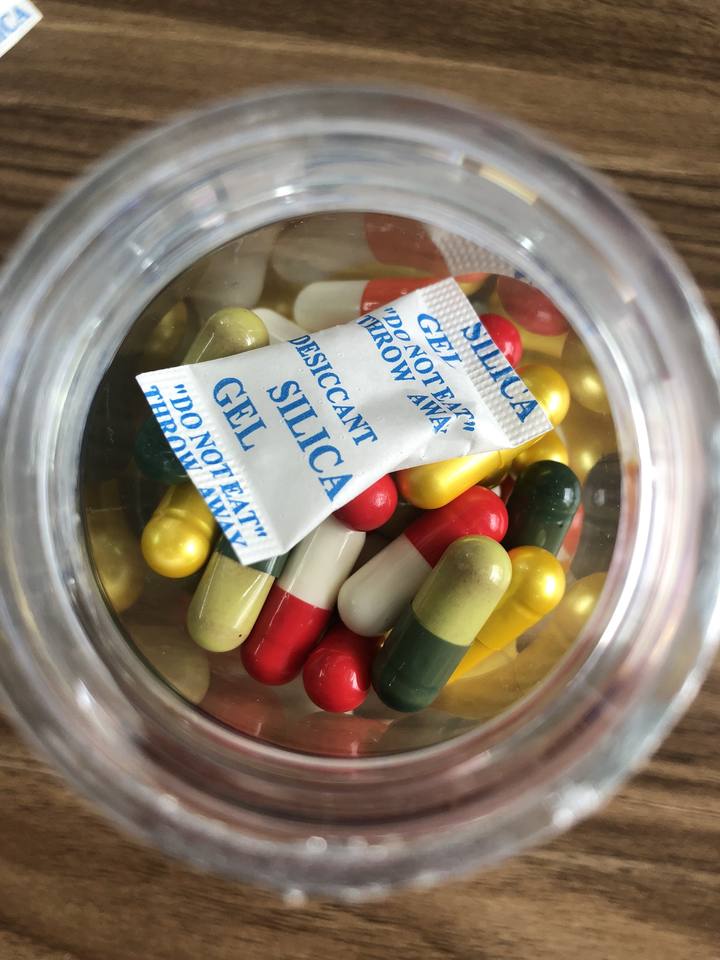 DESICCANT
SILICA
GEL
"DO NOT EAT"
THROW AWAY
SILICA
GEL
"DO NOT EAT"
THROW AWA